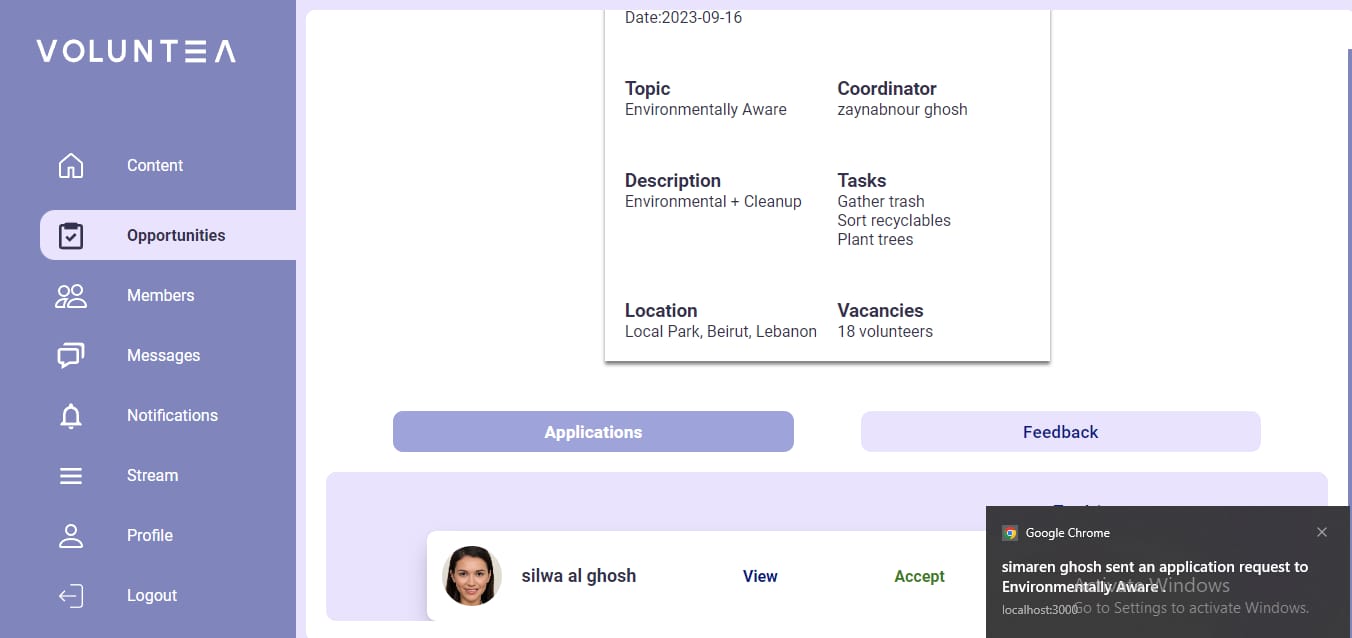 VOLUNTEA
Content
Opportunities
Members
Messages
Notifications
Stream
Profile
Logout
Date:2023-09-16
Topic
Environmentally Aware
Coordinator
zaynabnour ghosh
Description
Environmental + Cleanup
Tasks
Gather trash
Sort recyclables
Plant trees
Location
Local Park, Beirut, Lebanon
Vacancies
18 volunteers
Applications
Feedback
silwa al ghosh
View
Accept
Google Chrome
simaren ghosh sent an application request to
Environmentally Aware .
localhost:3000
Activate Windows
Go to Settings to activate Windows.